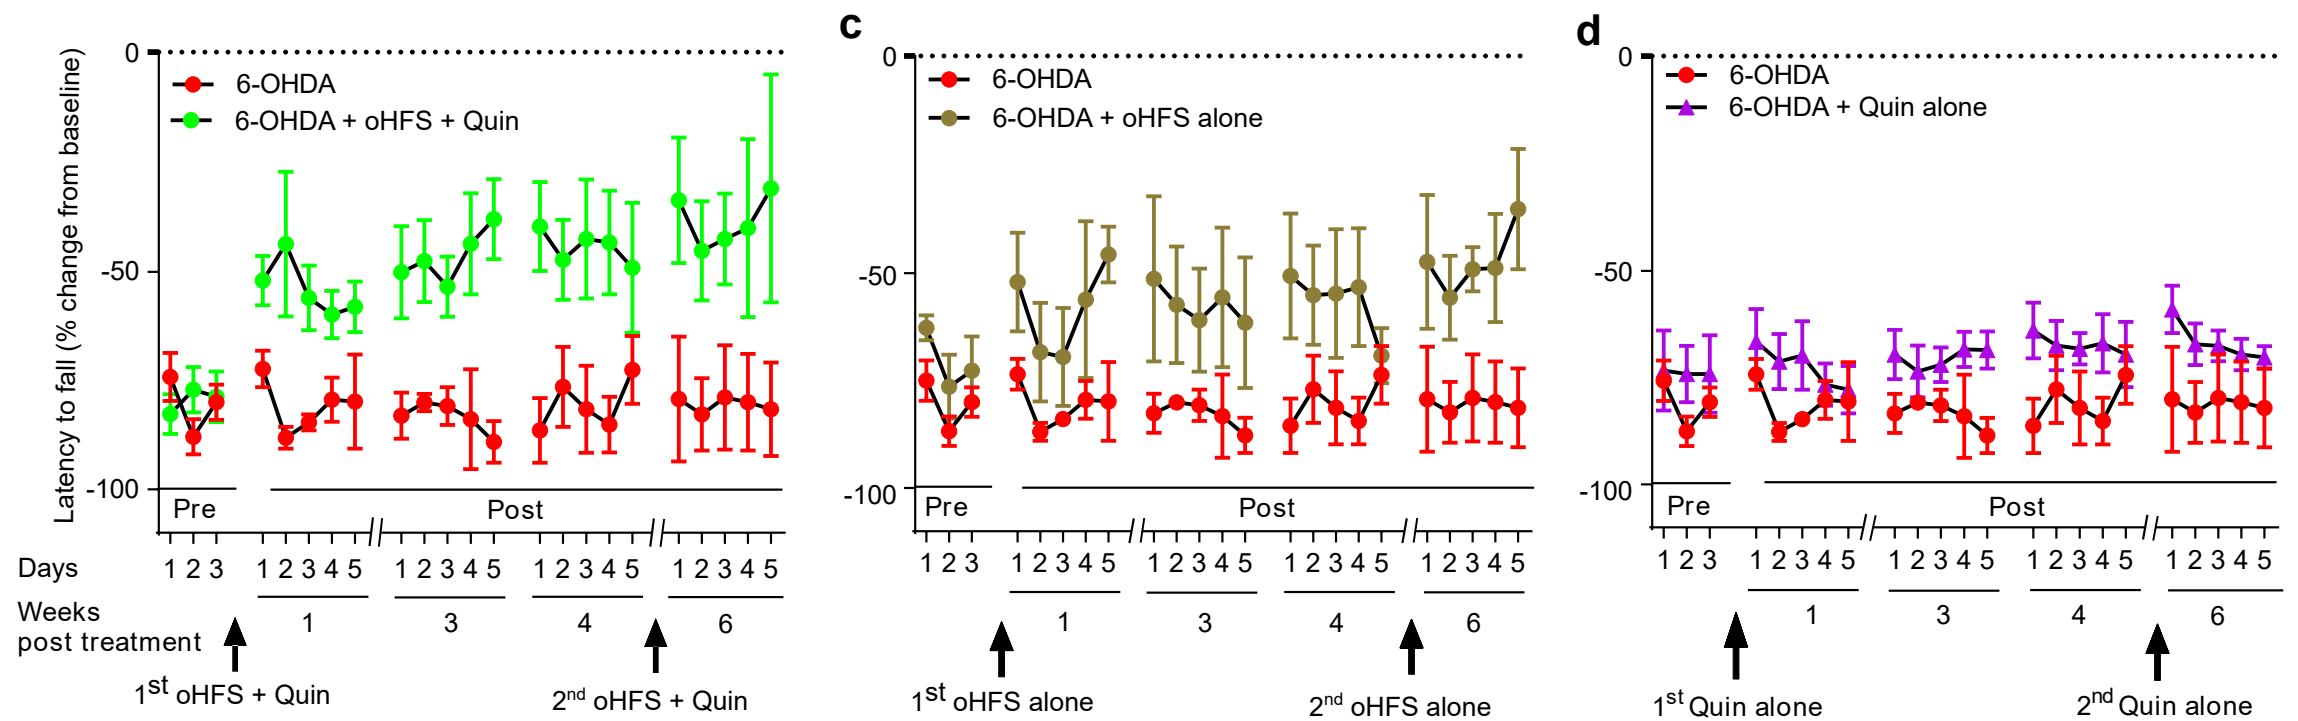 Latency to fall (% change from baseline)
0
-50
-100
6-OHDA
6-OHDA + oHFS + Quin
Pre
Post
Days
1 2 3 1 2 3 4 5 1 2 3 4 5 1 2 3 4 5 1 2 3 4 5
Weeks
post treatment
1 3 4 6
1st oHFS + Quin
2nd oHFS + Quin
c
0
-50
-100
6-OHDA
6-OHDA + oHFS alone
Pre
Post
1 2 3 1 2 3 4 5 1 2 3 4 5 1 2 3 4 5 1 2 3 4 5
1 3 4 6
1st oHFS alone
2nd oHFS alone
d
0
-50
-100
6-OHDA
6-OHDA + Quin alone
Pre
Post
1 2 3 1 2 3 4 5 1 2 3 4 5 1 2 3 4 5 1 2 3 4 5
1 3 4 6
1st Quin alone
2nd Quin alone